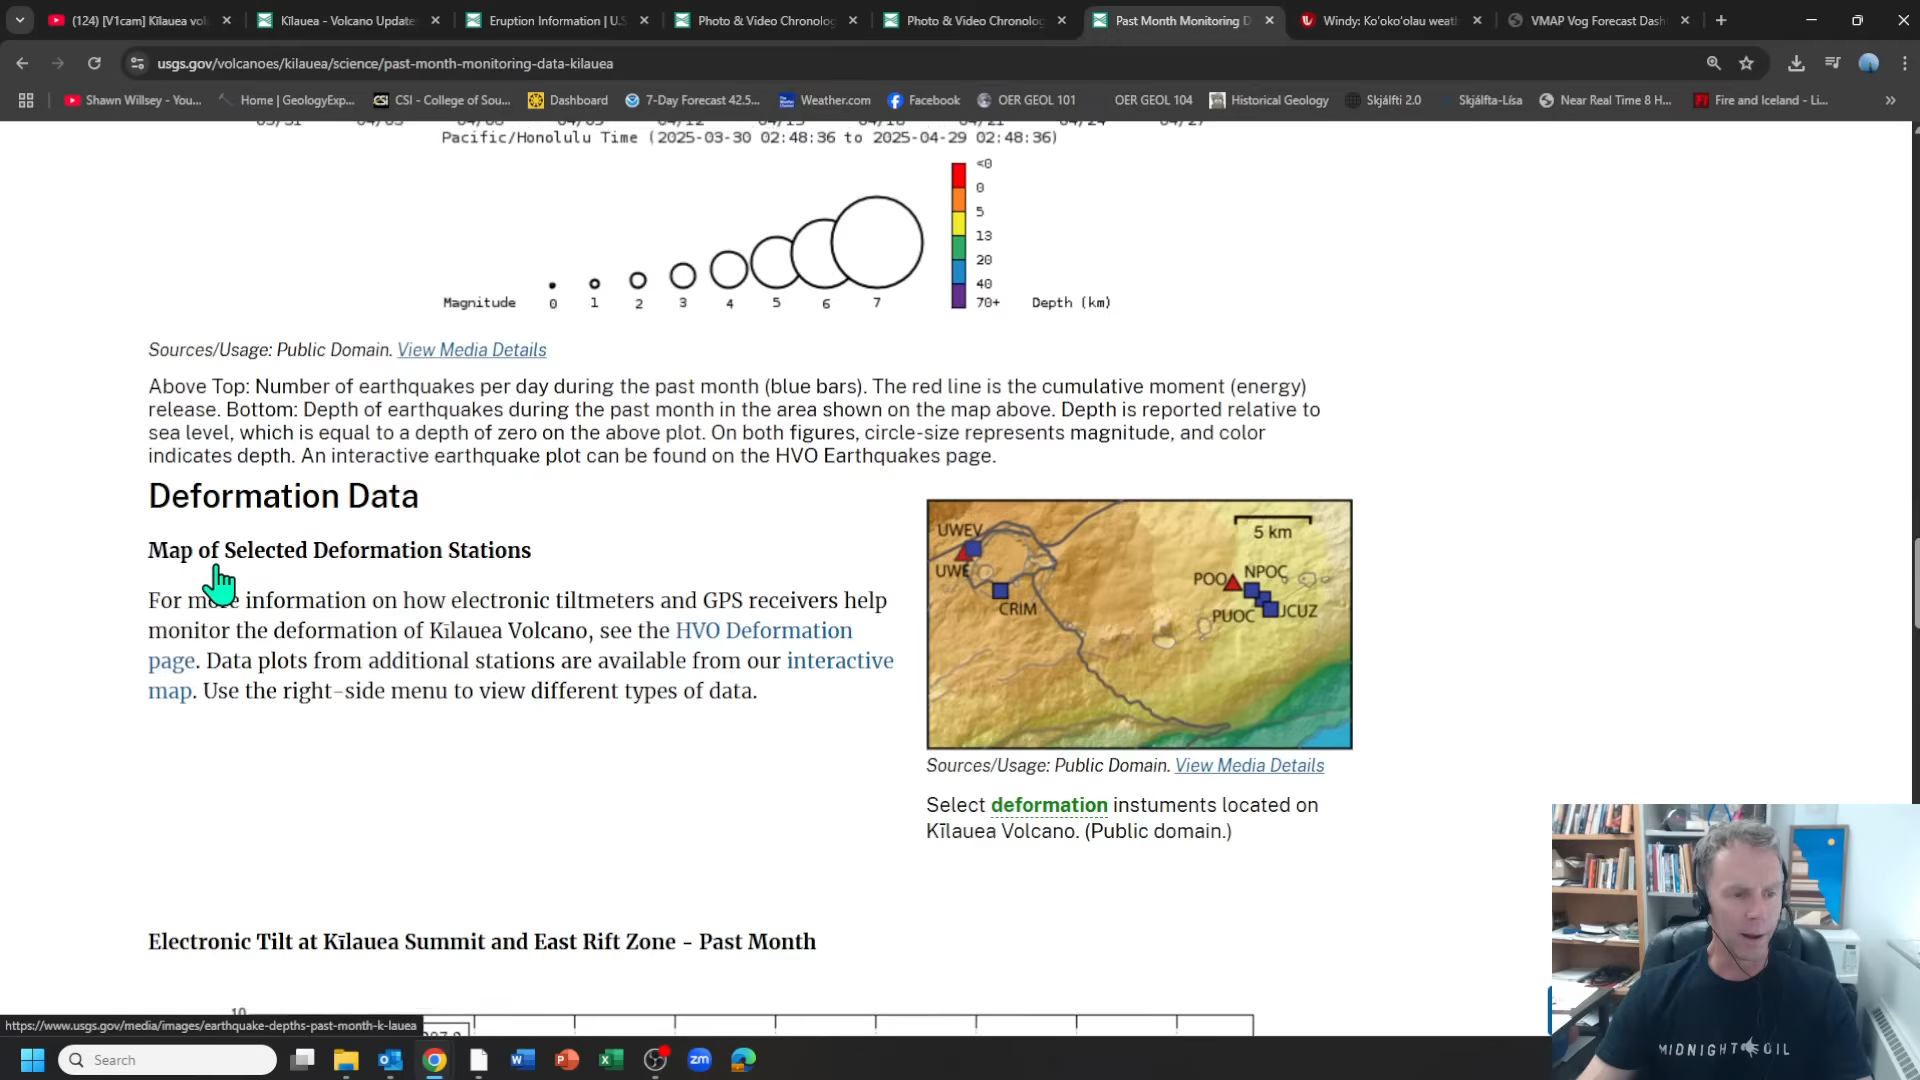 (124) [V1cam] Kīlauea vol
Kīlauea - Volcano Update
Eruption Information | U.S
Photo & Video Chronolog
Photo & Video Chronolog
Past Month Monitoring D
Windy: Ko'oko'olau weat
VMAP Vog Forecast Dash
usgs.gov/volcanoes/kilauea/science/past-month-monitoring-data-kilauea
Shawn Willsey - You...
Home | GeologyExp...
CSI - College of Sou...
Dashboard
7-Day Forecast 42.5...
Weather.com
Facebook
OER GEOL 101
OER GEOL 104
Historical Geology
Skjálfti 2.0
Skjálfta-Lísa
Near Real Time 8 H...
Fire and Iceland - Li...
Pacific/Honolulu Time (2025-03-30 02:48:36 to 2025-04-29 02:48:36)
<0
0
5
13
20
40
70+
Depth (km)
Magnitude 0 1 2 3 4 5 6 7
Sources/Usage: Public Domain. View Media Details
Above Top: Number of earthquakes per day during the past month (blue bars). The red line is the cumulative moment (energy)
release. Bottom: Depth of earthquakes during the past month in the area shown on the map above. Depth is reported relative to
sea level, which is equal to a depth of zero on the above plot. On both figures, circle-size represents magnitude, and color
indicates depth. An interactive earthquake plot can be found on the HVO Earthquakes page.
Deformation Data
Map of Selected Deformation Stations
For more information on how electronic tiltmeters and GPS receivers help
monitor the deformation of Kīlauea Volcano, see the HVO Deformation
page. Data plots from additional stations are available from our interactive
map. Use the right-side menu to view different types of data.
UWEV
UWE
CRIM
5 km
POO
NPOC
PUOC
JCUZ
Sources/Usage: Public Domain. View Media Details
Select deformation instuments located on
Kīlauea Volcano. (Public domain.)
Electronic Tilt at Kīlauea Summit and East Rift Zone - Past Month
10
https://www.usgs.gov/media/images/earthquake-depths-past-month-k-lauea
Search
zm
MIDNIGHT OIL